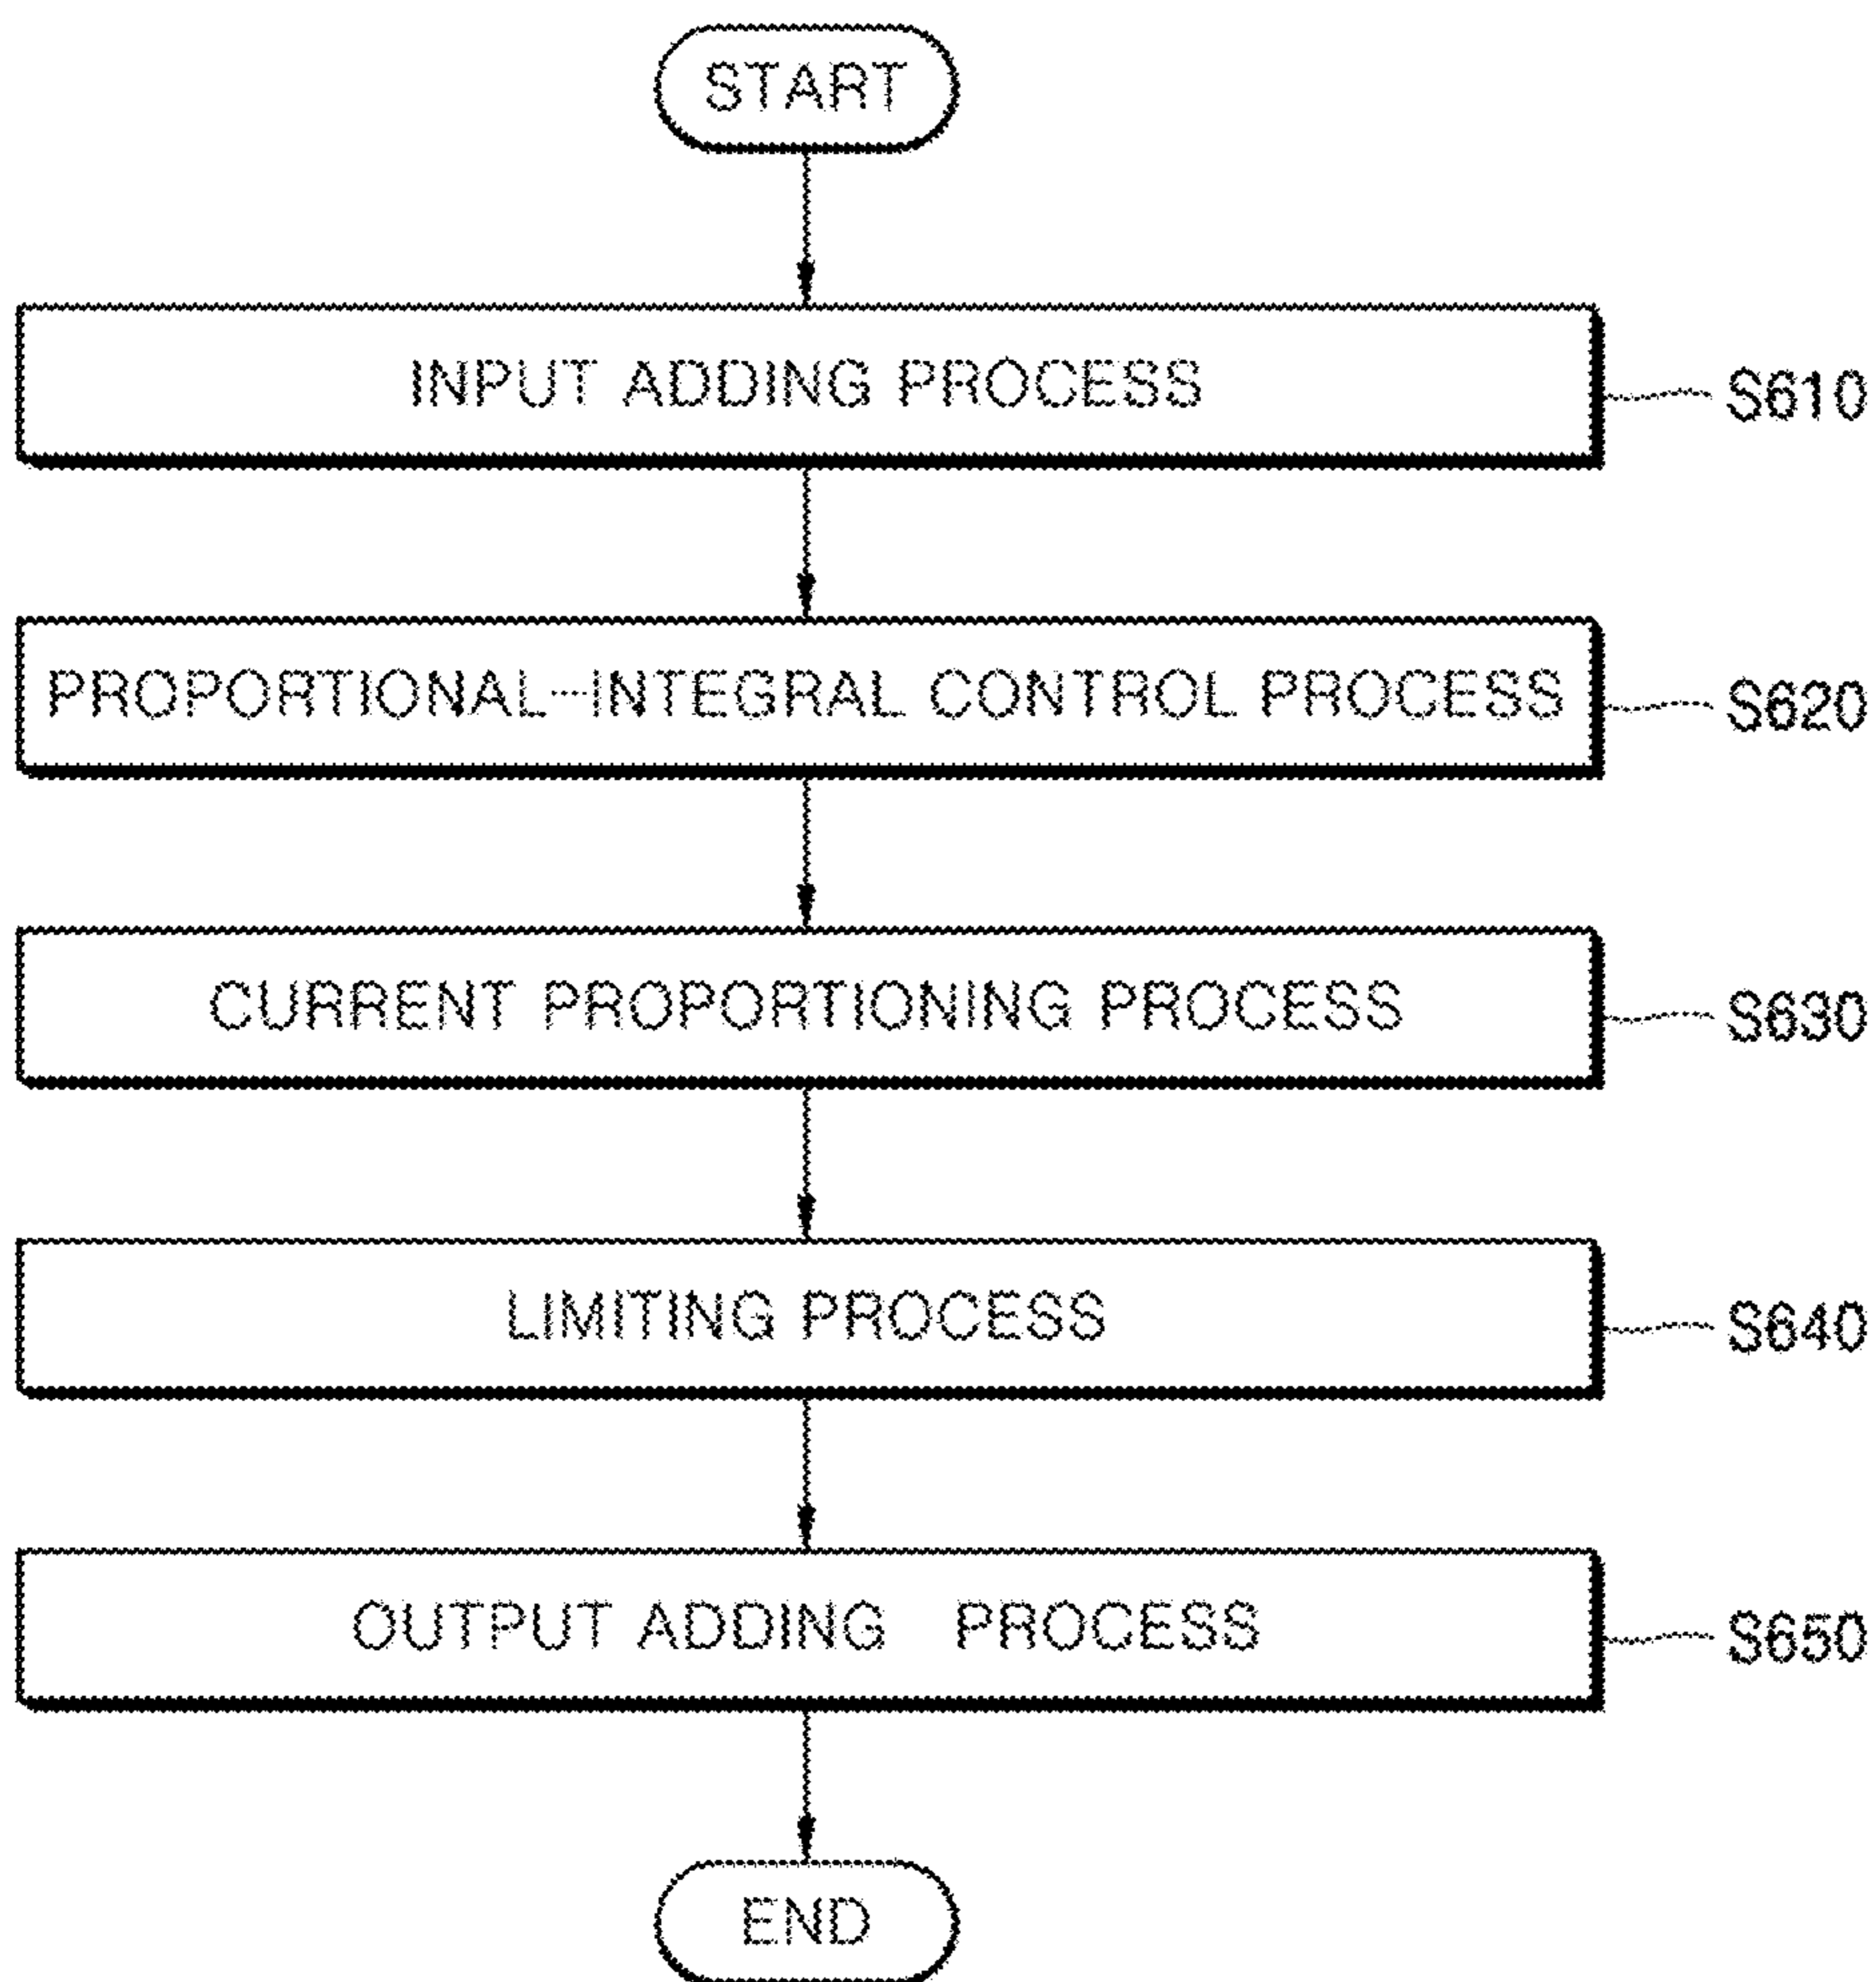 START
INPUT ADDING PROCESS
S610
PROPORTIONAL-INTEGRAL CONTROL PROCESS
S620
CURRENT PROPORTIONING PROCESS
S630
LIMITING PROCESS
S640
OUTPUT ADDING PROCESS
S650
END